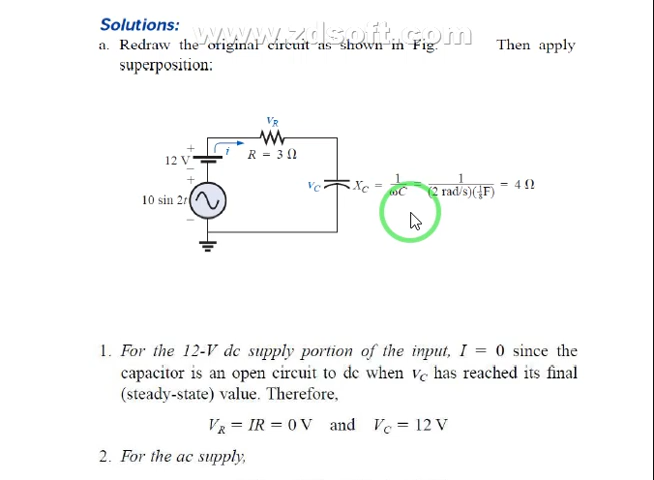 Solutions:
www.zdsoft.com
a. Redraw the original circuit as shown in Fig. Then apply
superposition:
V_R
+
i
R = 3 Ω
12 V
−
+
v_C
X_C = 1/ωC = 1/(2 rad/s)(1/8 F) = 4 Ω
10 sin 2t
−
1. For the 12-V dc supply portion of the input, I = 0 since the
capacitor is an open circuit to dc when v_C has reached its final
(steady-state) value. Therefore,
V_R = IR = 0 V and V_C = 12 V
2. For the ac supply,